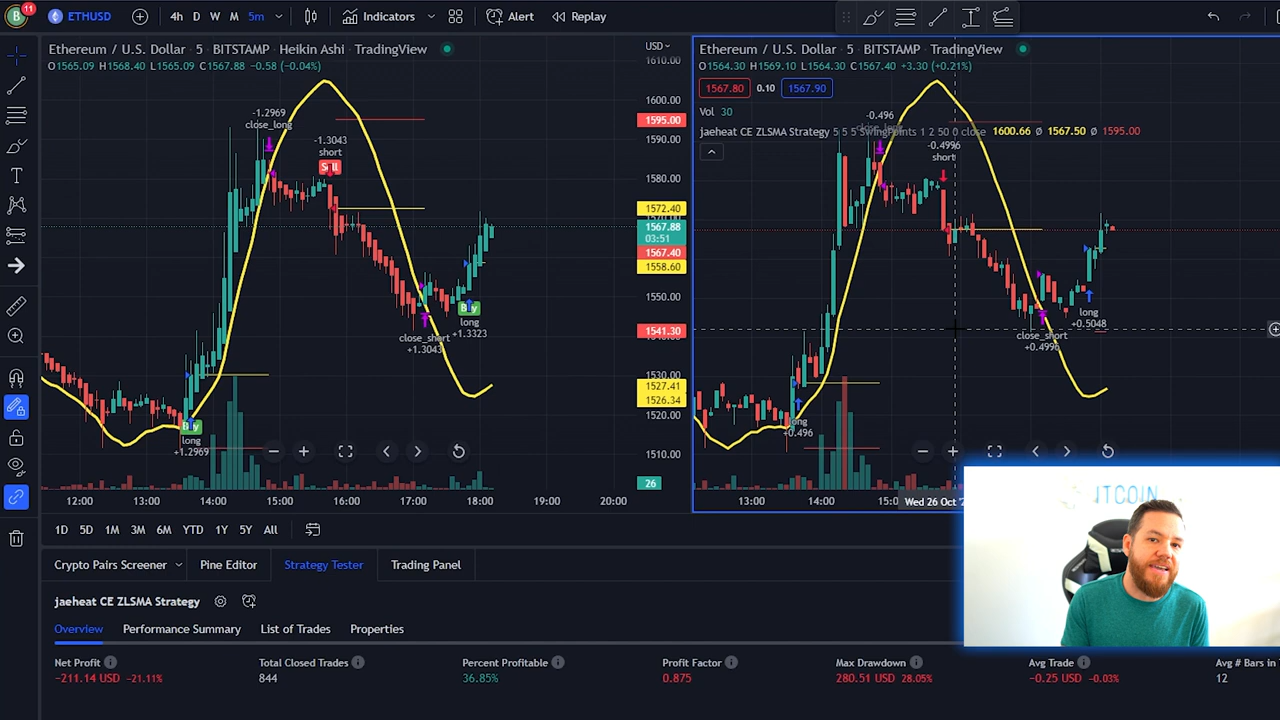 11
B
ETHUSD
4h D W M 5m
Indicators
Alert
Replay
Ethereum / U.S. Dollar · 5 · BITSTAMP · Heikin Ashi · TradingView
O1565.09 H1568.40 L1565.09 C1567.88 −0.58 (−0.04%)
USD
1610.00
1600.00
1595.00
1590.00
1580.00
1572.40
1567.88
03:51
1567.40
1558.60
1550.00
1541.30
1530.00
1527.41
1526.34
1520.00
1510.00
26
-1.2969
close_long
-1.3043
short
Sell
Buy
long
+1.2969
close_short
+1.3043
Buy
long
+1.3323
12:00 13:00 14:00 15:00 16:00 17:00 18:00 19:00 20:00
Ethereum / U.S. Dollar · 5 · BITSTAMP · TradingView
O1564.30 H1569.10 L1564.30 C1567.40 +3.30 (+0.21%)
1567.80 0.10 1567.90
Vol 30
jaeheat CE ZLSMA Strategy 5 5 5 SwingPoints 1 2 50 0 close 1600.66 Ø 1567.50 Ø 1595.00
-0.496
close_long
-0.4996
short
long
+0.496
close_short
+0.4996
long
+0.5048
13:00 14:00 15:0
Wed 26 Oct '2
1D 5D 1M 3M 6M YTD 1Y 5Y All
Crypto Pairs Screener
Pine Editor
Strategy Tester
Trading Panel
jaeheat CE ZLSMA Strategy
Overview
Performance Summary
List of Trades
Properties
Net Profit
−211.14 USD −21.11%
Total Closed Trades
844
Percent Profitable
36.85%
Profit Factor
0.875
Max Drawdown
280.51 USD 28.05%
Avg Trade
−0.25 USD −0.03%
Avg # Bars in
12
ITCOIN